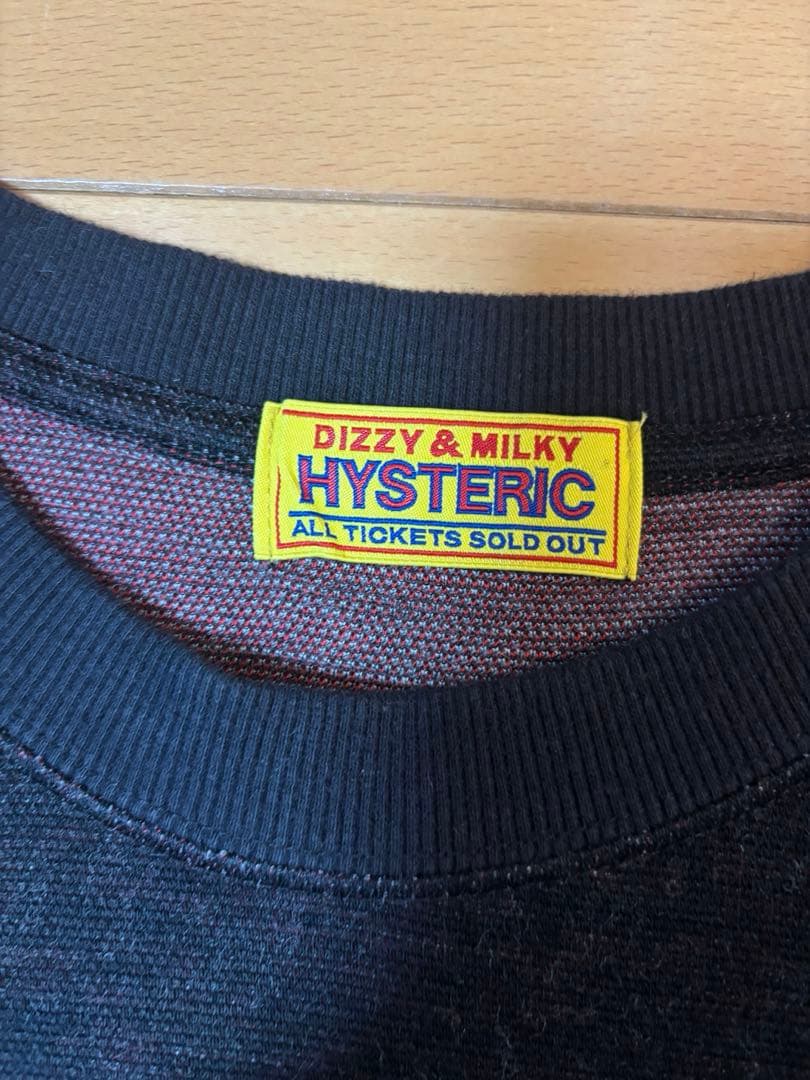 DIZZY & MILKY
HYSTERIC
ALL TICKETS SOLD OUT